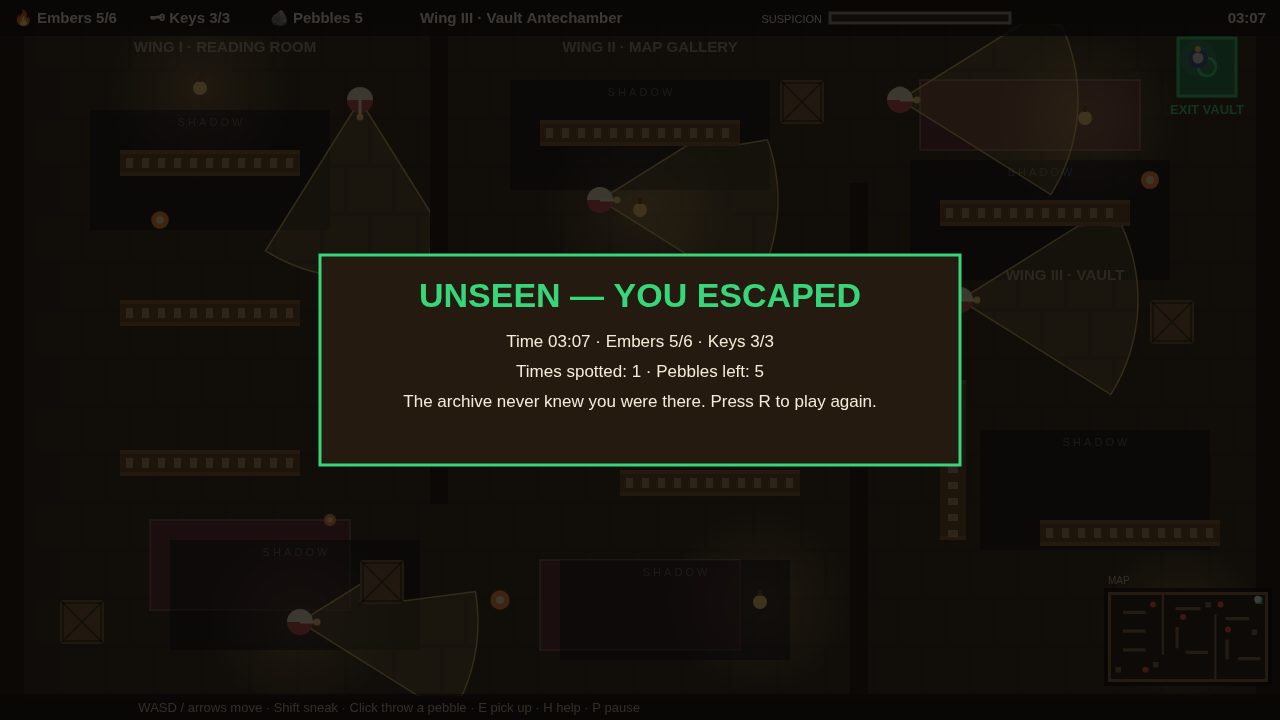 🔥 Embers 5/6 🗝 Keys 3/3 🪨 Pebbles 5 Wing III · Vault Antechamber SUSPICION 03:07
WING I · READING ROOM WING II · MAP GALLERY
SHADOW SHADOW
EXIT VAULT
SHADOW
WING III · VAULT
UNSEEN — YOU ESCAPED
Time 03:07 · Embers 5/6 · Keys 3/3
Times spotted: 1 · Pebbles left: 5
The archive never knew you were there. Press R to play again.
SHADOW
SHADOW SHADOW
MAP
WASD / arrows move · Shift sneak · Click throw a pebble · E pick up · H help · P pause